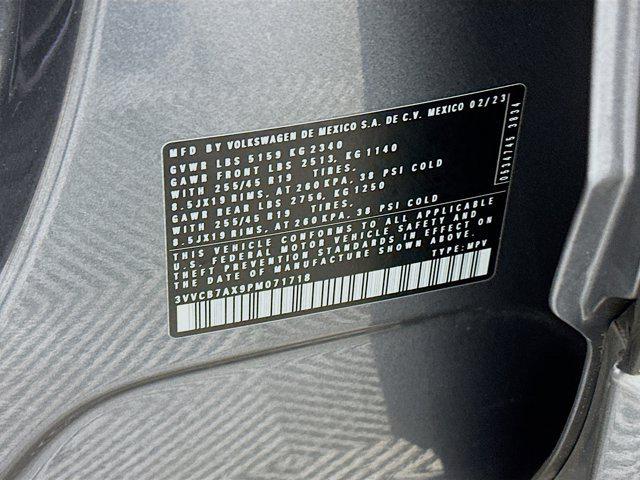 MFD BY VOLKSWAGEN DE MEXICO S.A. DE C.V. MEXICO 02/23
GVWR LBS 5159 KG 2340
GAWR FRONT LBS 2513, KG 1140
WITH 255/45 R19 TIRES.
8.5JX19 RIMS. AT 260 KPA, 38 PSI COLD
GAWR REAR LBS 2756, KG 1250
WITH 255/45 R19 TIRES.
8.5JX19 RIMS. AT 260 KPA. 38 PSI COLD
THIS VEHICLE CONFORMS TO ALL APPLICABLE
U.S. FEDERAL MOTOR VEHICLE SAFETY AND
THEFT PREVENTION STANDARDS IN EFFECT ON
THE DATE OF MANUFACTURE SHOWN ABOVE.
TYPE: MPV
3VVCB7AX9PM071718